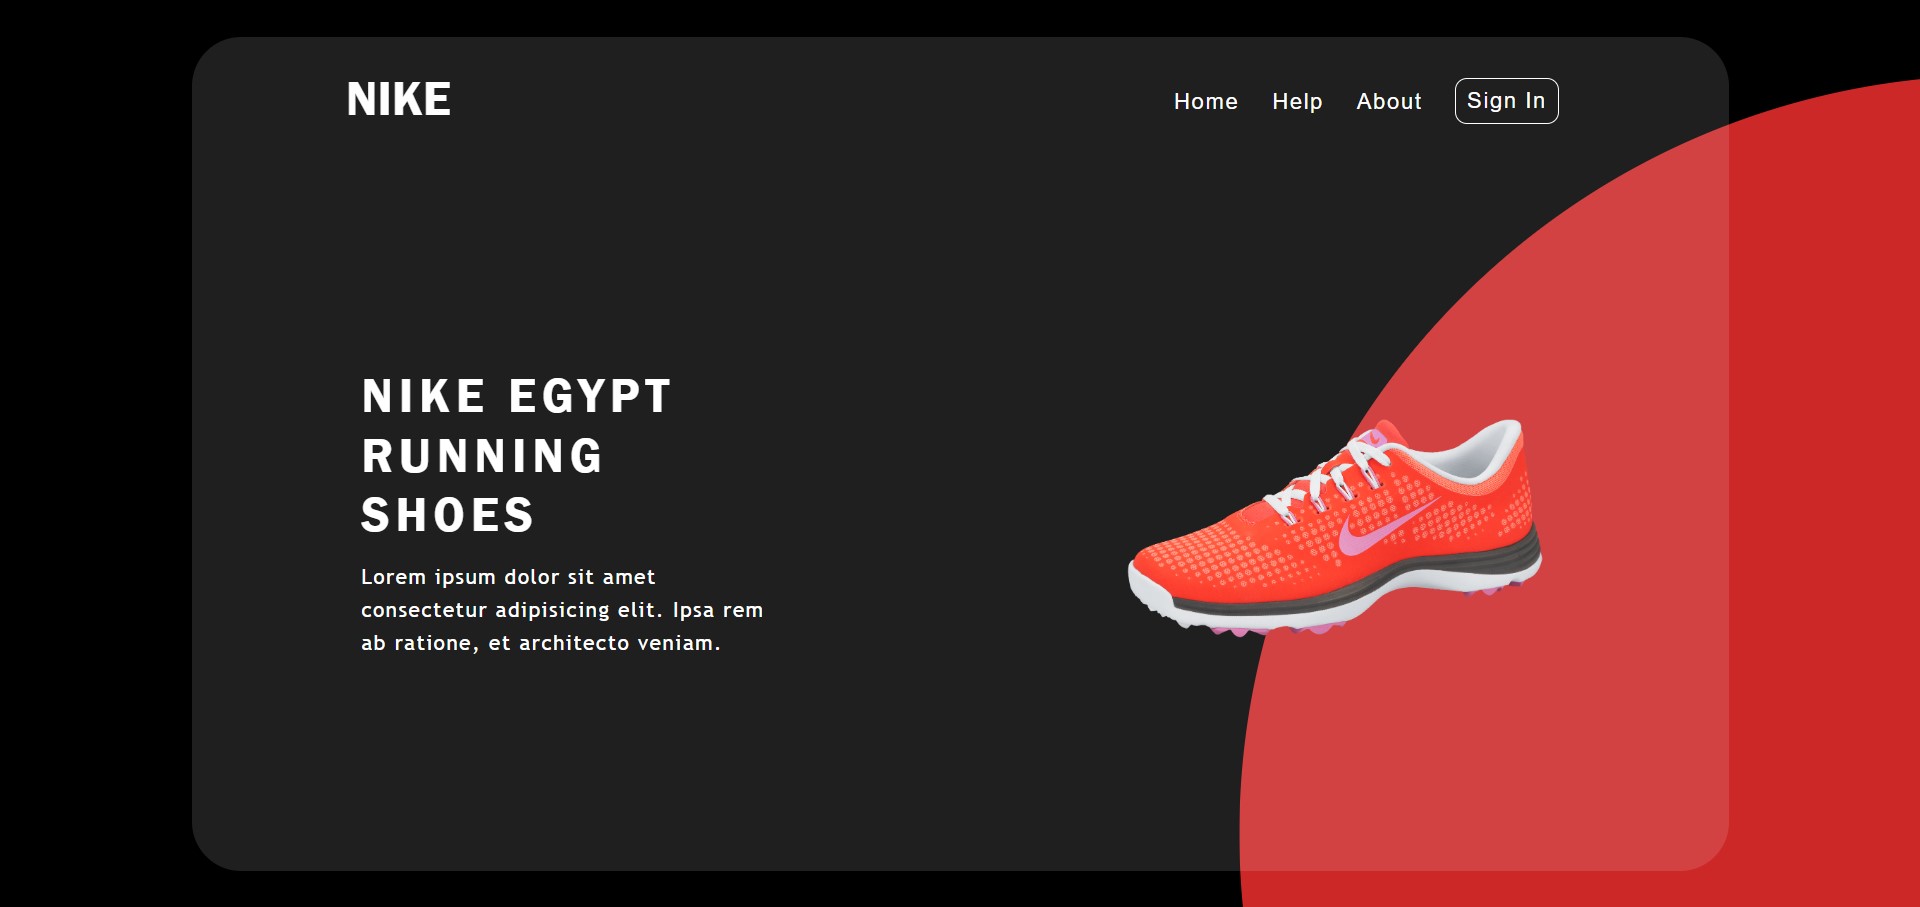 NIKE
Home Help About Sign In
NIKE EGYPT
RUNNING
SHOES
Lorem ipsum dolor sit amet
consectetur adipisicing elit. Ipsa rem
ab ratione, et architecto veniam.